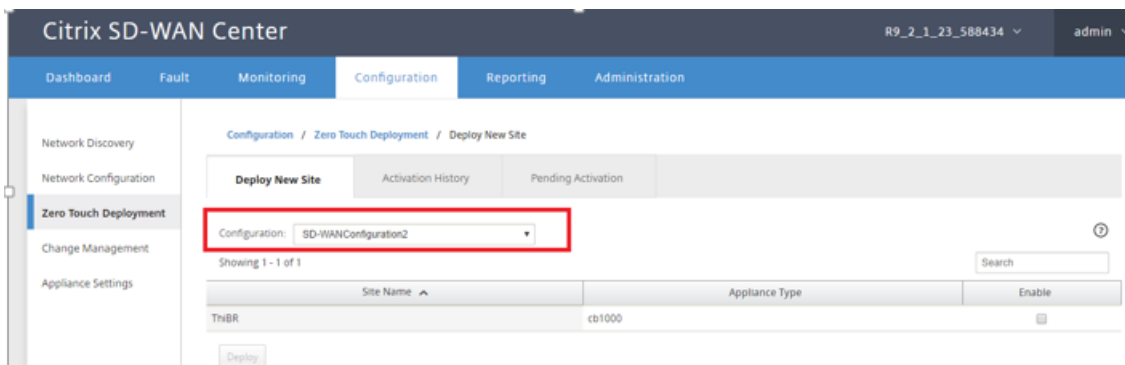 Citrix SD-WAN Center
R9_2_1_23_588434
admin
Dashboard Fault Monitoring Configuration Reporting Administration
Network Discovery
Network Configuration
Zero Touch Deployment
Change Management
Appliance Settings
Configuration / Zero Touch Deployment / Deploy New Site
Deploy New Site Activation History Pending Activation
Configuration: SD-WANConfiguration2
Showing 1 - 1 of 1
Search
Site Name Appliance Type Enable
ThiBR cb1000
Deploy